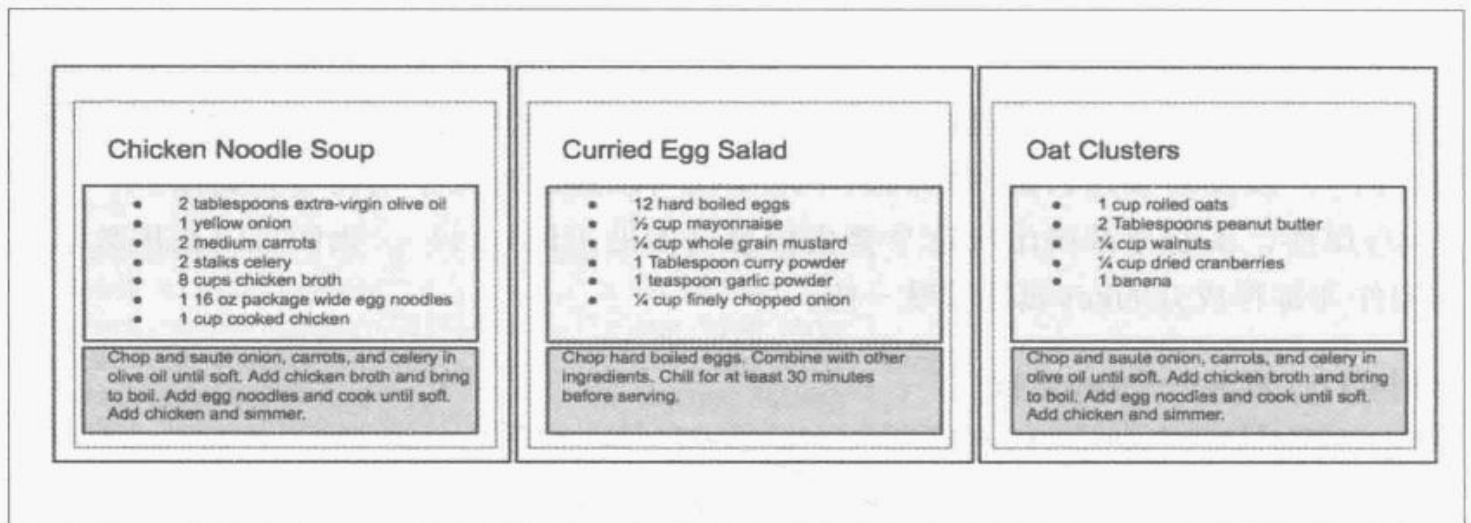 Chicken Noodle Soup
• 2 tablespoons extra-virgin olive oil
• 1 yellow onion
• 2 medium carrots
• 2 stalks celery
• 8 cups chicken broth
• 1 16 oz package wide egg noodles
• 1 cup cooked chicken
Chop and saute onion, carrots, and celery in
olive oil until soft. Add chicken broth and bring
to boil. Add egg noodles and cook until soft.
Add chicken and simmer.
Curried Egg Salad
• 12 hard boiled eggs
• cup mayonnaise
• ¼ cup whole grain mustard
• 1 Tablespoon curry powder
• 1 teaspoon garlic powder
• ¼ cup finely chopped onion
Chop hard boiled eggs. Combine with other
ingredients. Chill for at least 30 minutes
before serving.
Oat Clusters
• 1 cup rolled oats
• 2 Tablespoons peanut butter
• cup walnuts
• ¼ cup dried cranberries
• 1 banana
Chop and saute onion, carrots, and celery in
olive oil until soft. Add chicken broth and bring
to boil. Add egg noodles and cook until soft.
Add chicken and simmer.